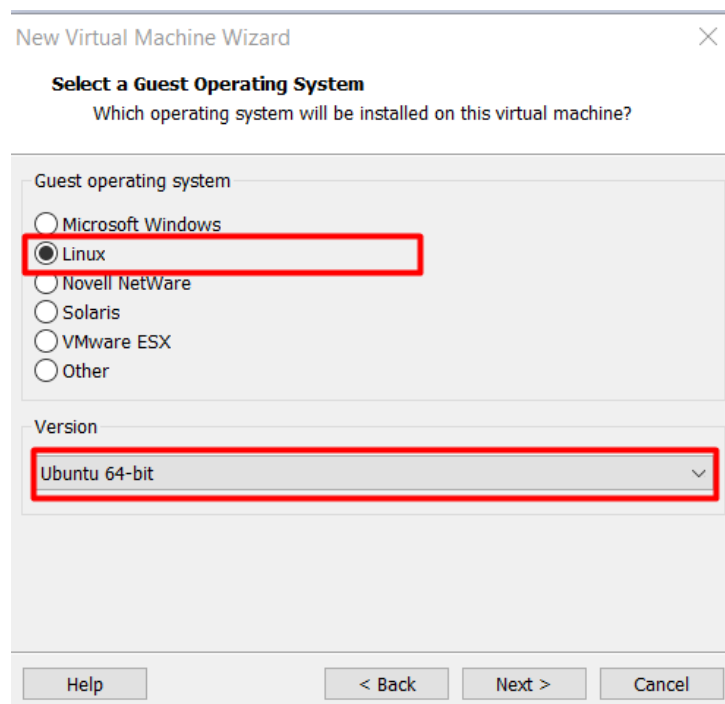 New Virtual Machine Wizard
Select a Guest Operating System
Which operating system will be installed on this virtual machine?
Guest operating system
Microsoft Windows
Linux
Novell NetWare
Solaris
VMware ESX
Other
Version
Ubuntu 64-bit
Help
< Back
Next >
Cancel